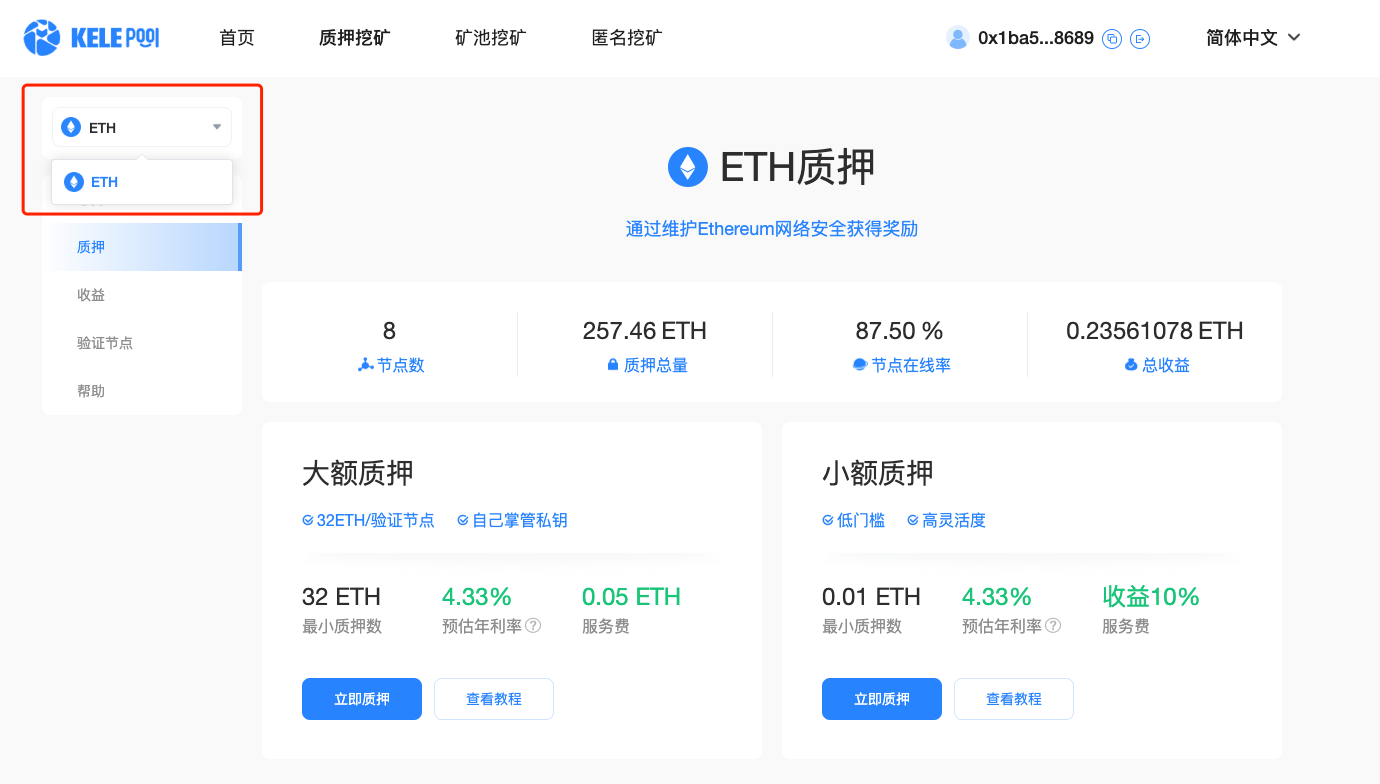 KELE POOl
首页
质押挖矿
矿池挖矿
匿名挖矿
0x1ba5...8689
简体中文
ETH
ETH
质押
收益
验证节点
帮助
ETH质押
通过维护Ethereum网络安全获得奖励
8
节点数
257.46 ETH
质押总量
87.50 %
节点在线率
0.23561078 ETH
总收益
大额质押
32ETH/验证节点 自己掌管私钥
32 ETH 4.33% 0.05 ETH
最小质押数 预估年利率 ? 服务费
立即质押 查看教程
小额质押
低门槛 高灵活度
0.01 ETH 4.33% 收益10%
最小质押数 预估年利率 ? 服务费
立即质押 查看教程